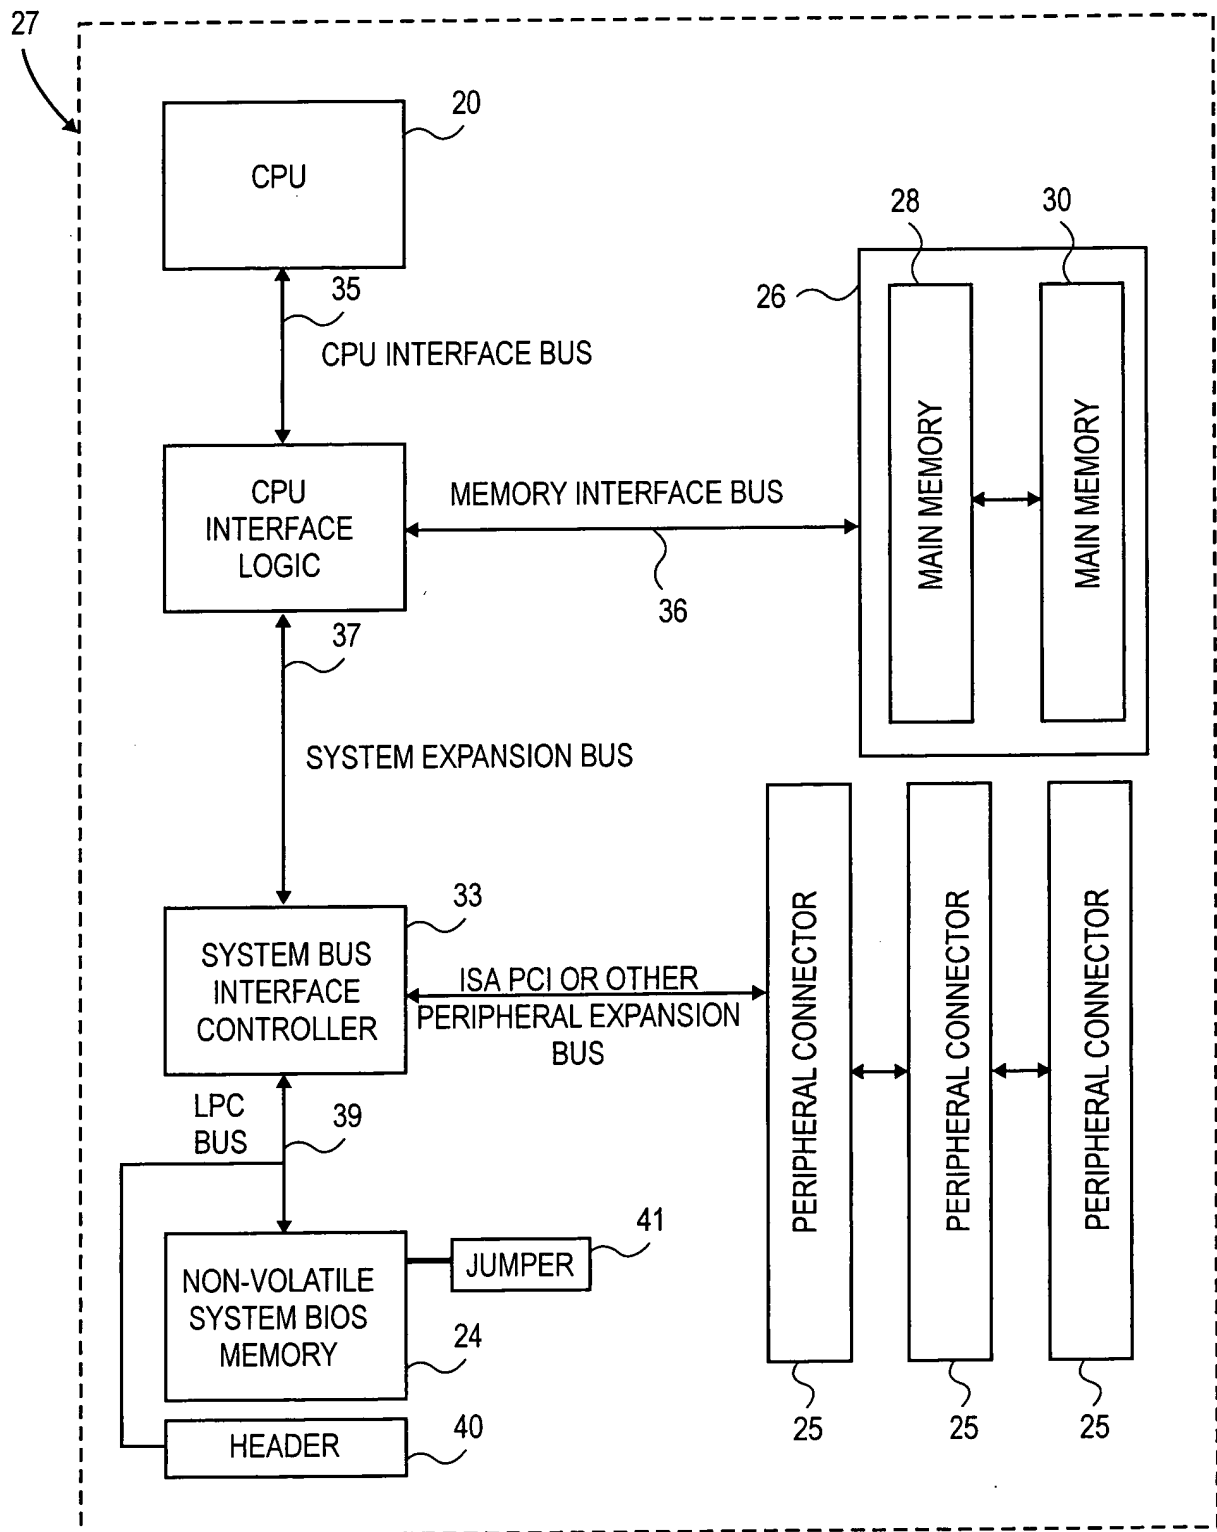 27
20
CPU
28
30
26
35
CPU INTERFACE BUS
MAIN MEMORY
MAIN MEMORY
CPU
INTERFACE
LOGIC
MEMORY INTERFACE BUS
36
37
SYSTEM EXPANSION BUS
33
SYSTEM BUS
INTERFACE
CONTROLLER
ISA PCI OR OTHER
PERIPHERAL EXPANSION
BUS
PERIPHERAL CONNECTOR
PERIPHERAL CONNECTOR
PERIPHERAL CONNECTOR
LPC
BUS
39
41
JUMPER
NON-VOLATILE
SYSTEM BIOS
MEMORY
24
25
25
25
HEADER
40